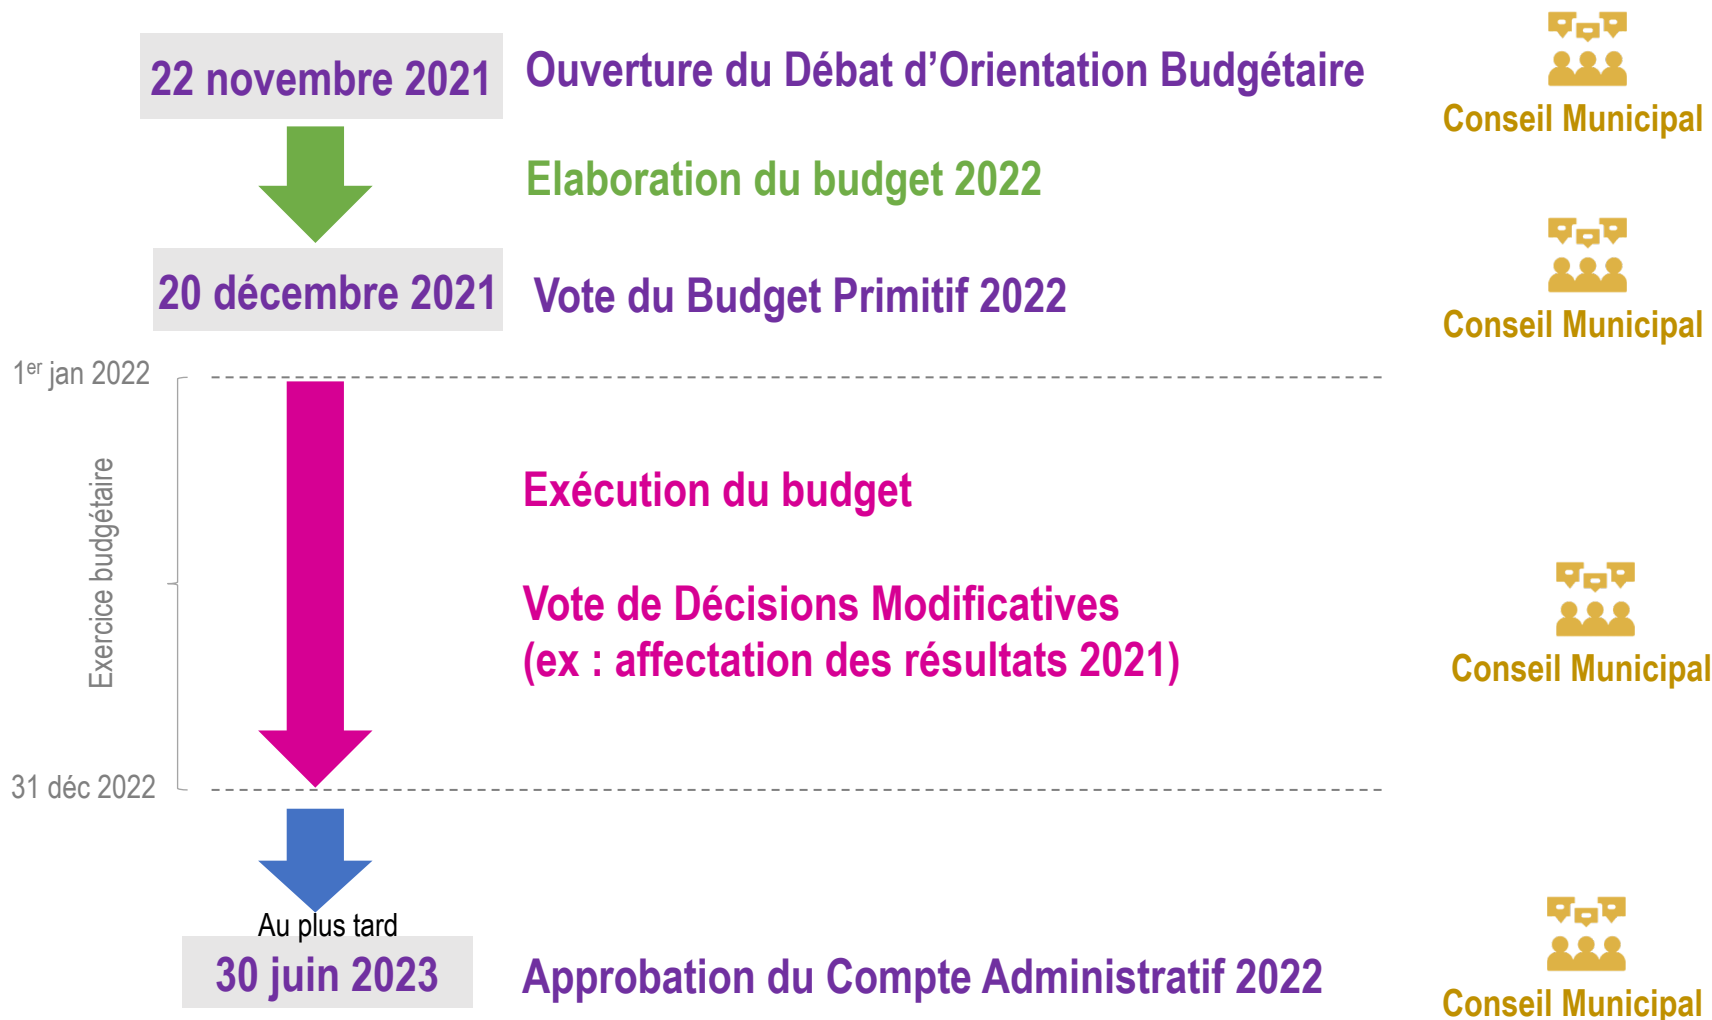 22 novembre 2021
Ouverture du Débat d’Orientation Budgétaire
Conseil Municipal
Elaboration du budget 2022
20 décembre 2021
Vote du Budget Primitif 2022
Conseil Municipal
1er jan 2022
Exercice budgétaire
Exécution du budget
Vote de Décisions Modificatives
(ex : affectation des résultats 2021)
Conseil Municipal
31 déc 2022
Au plus tard
30 juin 2023
Approbation du Compte Administratif 2022
Conseil Municipal